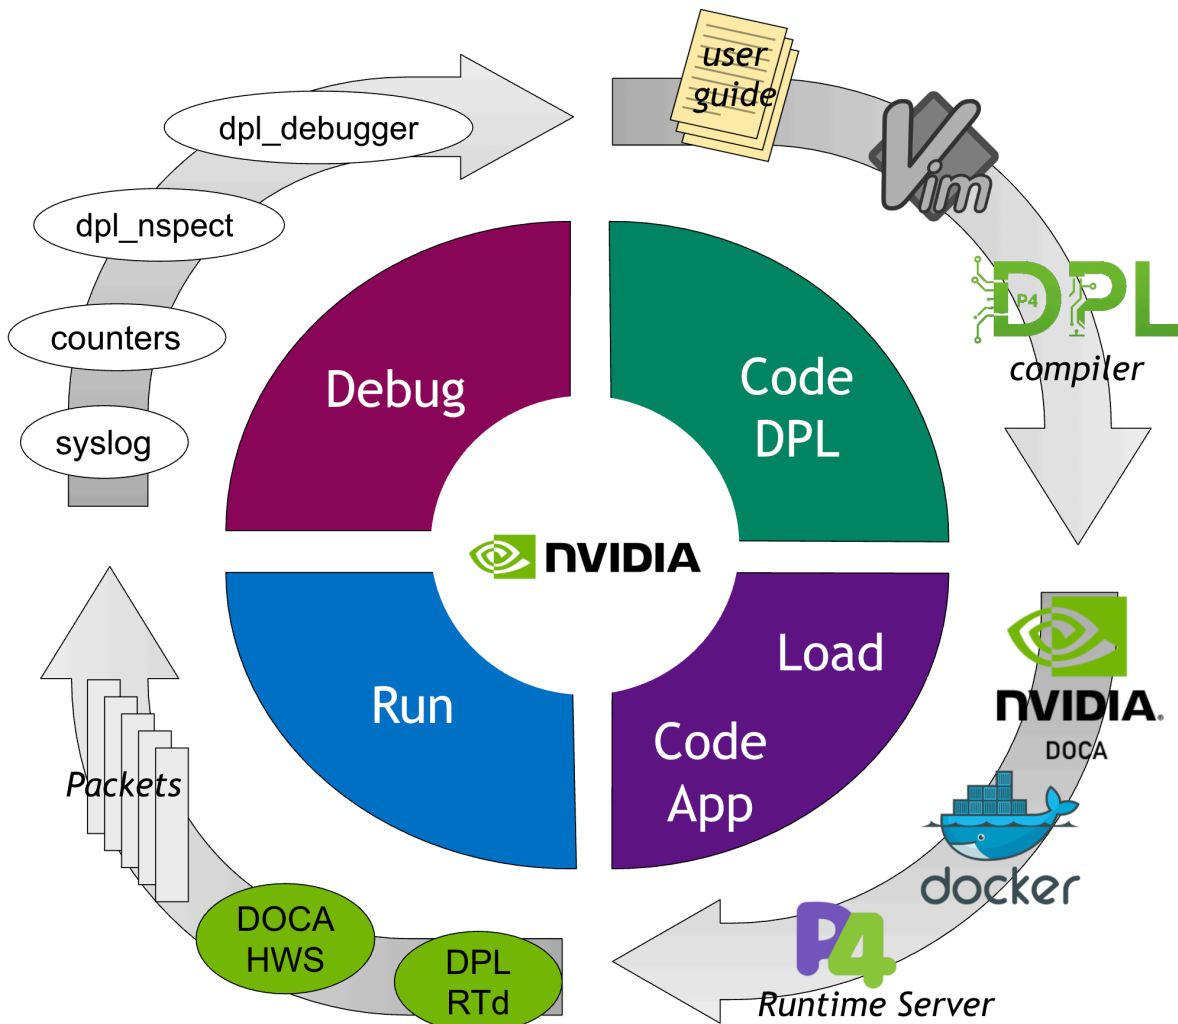 user
guide
Vim
dpl_debugger
dpl_nspect
P4
DPL
compiler
counters
syslog
Debug
Code
DPL
NVIDIA
Load
Run
Code
App
NVIDIA.
DOCA
Packets
docker
DOCA
HWS
DPL
RTd
P4
Runtime Server